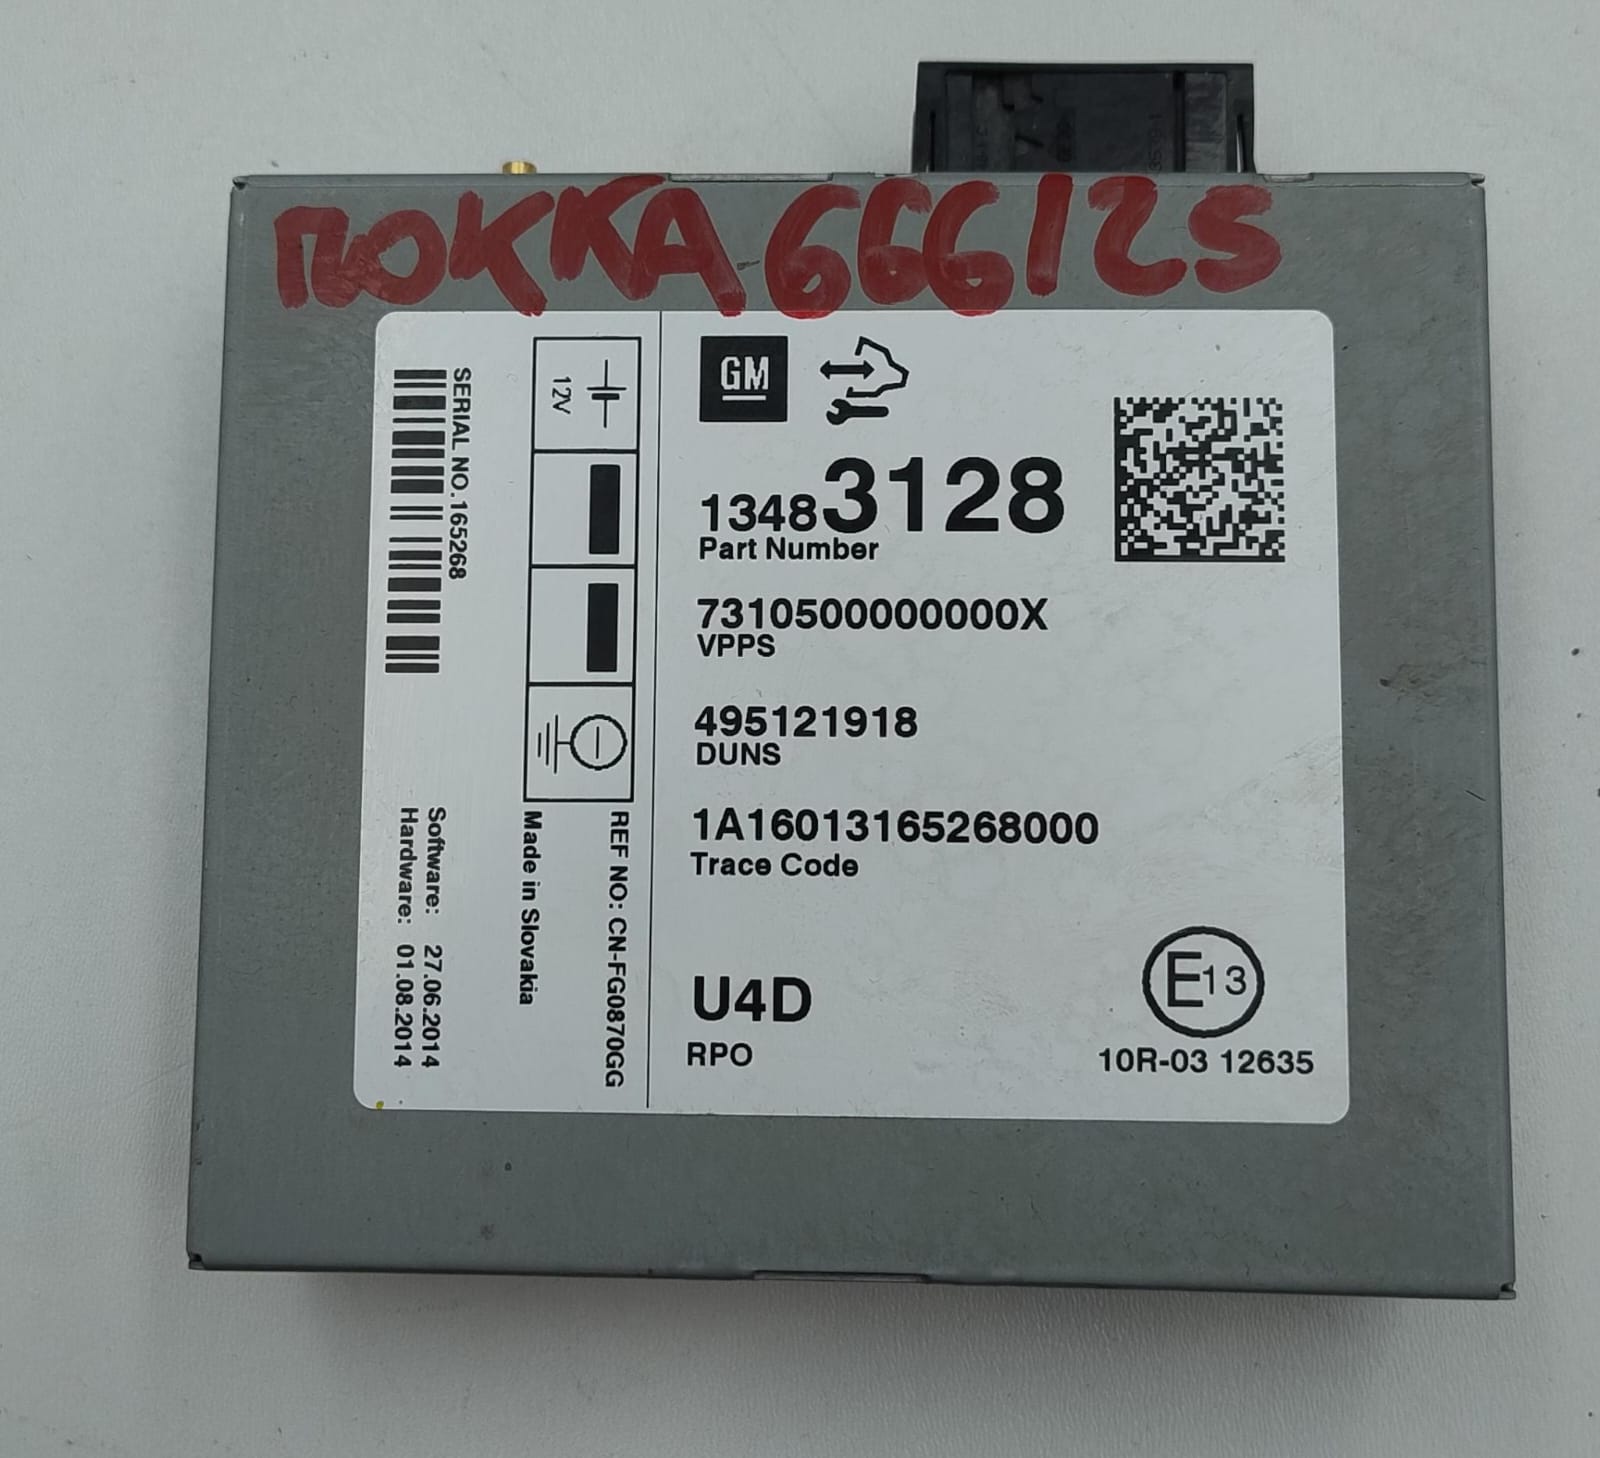 ПОККА 666125
GM
13483128
Part Number
7310500000000X
VPPS
495121918
DUNS
1A16013165268000
Trace Code
U4D
RPO
E13
10R-03 12635
12V
REF NO: CN-FG0870GG
Made in Slovakia
SERIAL NO.165268
Software: 27.06.2014
Hardware: 01.08.2014